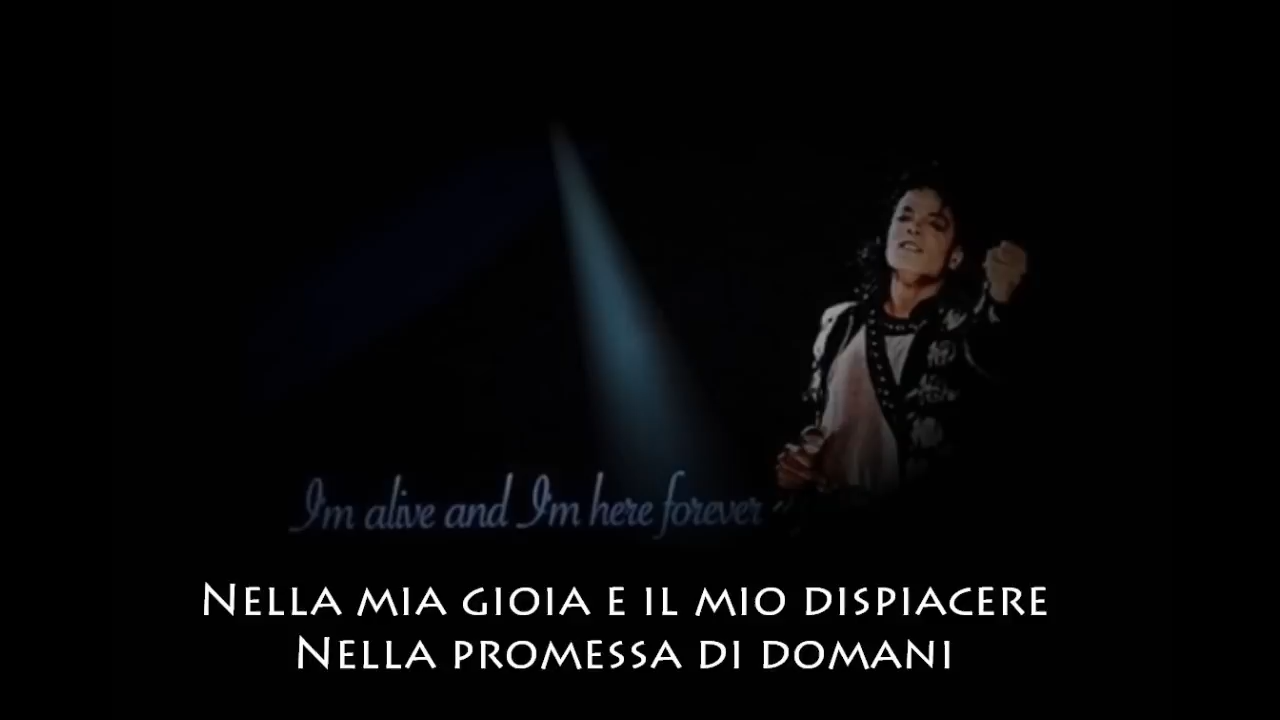 I'm alive and I'm here forever ~
NELLA MIA GIOIA E IL MIO DISPIACERE
NELLA PROMESSA DI DOMANI